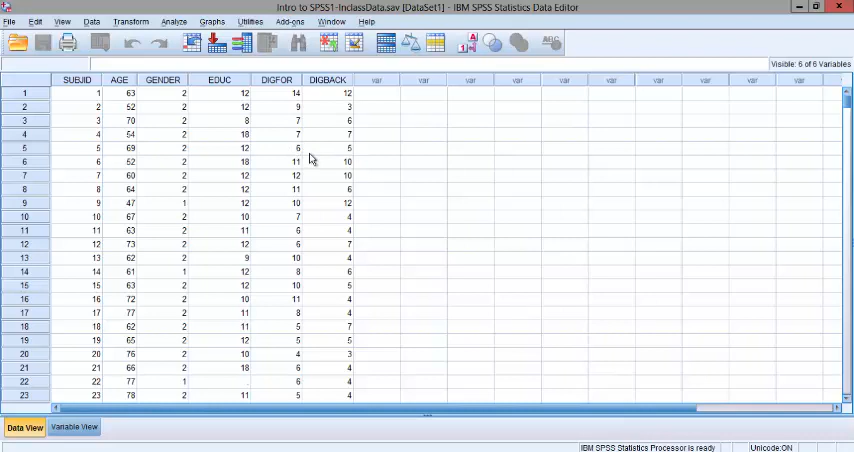 Intro to SPSS1-InclassData.sav [DataSet1] - IBM SPSS Statistics Data Editor
File Edit View Data Transform Analyze Graphs Utilities Add-ons Window Help
Visible: 6 of 6 Variables
SUBJID AGE GENDER EDUC DIGFOR DIGBACK var var var var var var var var var var
1 1 63 2 12 14 12
2 2 52 2 12 9 3
3 3 70 2 8 7 6
4 4 54 2 18 7 7
5 5 69 2 12 6 5
6 6 52 2 18 11 10
7 7 60 2 12 12 10
8 8 64 2 12 11 6
9 9 47 1 12 10 12
10 10 67 2 10 7 4
11 11 63 2 11 6 4
12 12 73 2 12 6 7
13 13 62 2 9 10 4
14 14 61 1 12 8 6
15 15 63 2 12 10 5
16 16 72 2 10 11 4
17 17 77 2 11 8 4
18 18 62 2 11 5 7
19 19 65 2 12 5 5
20 20 76 2 10 4 3
21 21 66 2 18 6 4
22 22 77 1 . 6 4
23 23 78 2 11 5 4
Data View Variable View
IBM SPSS Statistics Processor is ready Unicode:ON